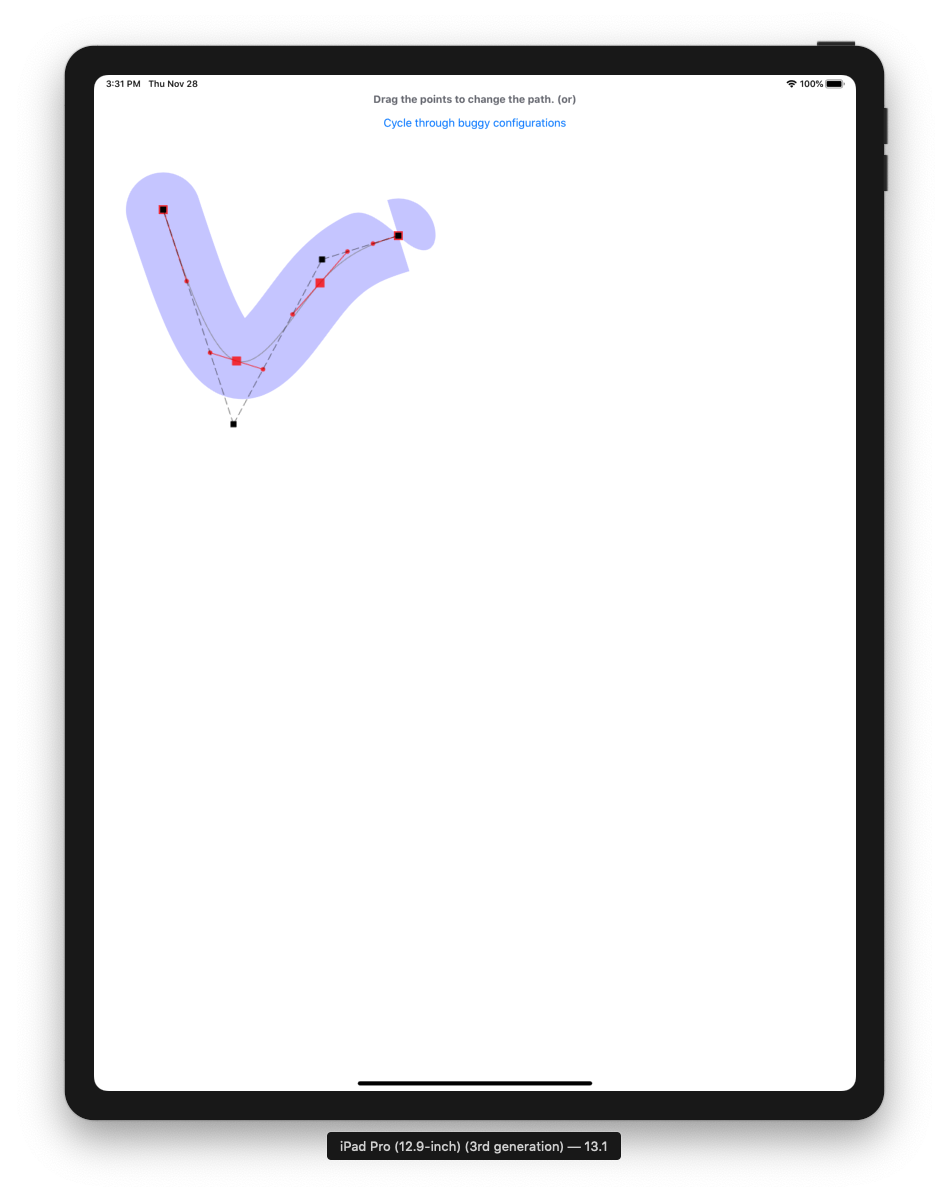 3:31 PM Thu Nov 28 100%
Drag the points to change the path. (or)
Cycle through buggy configurations
iPad Pro (12.9-inch) (3rd generation) — 13.1